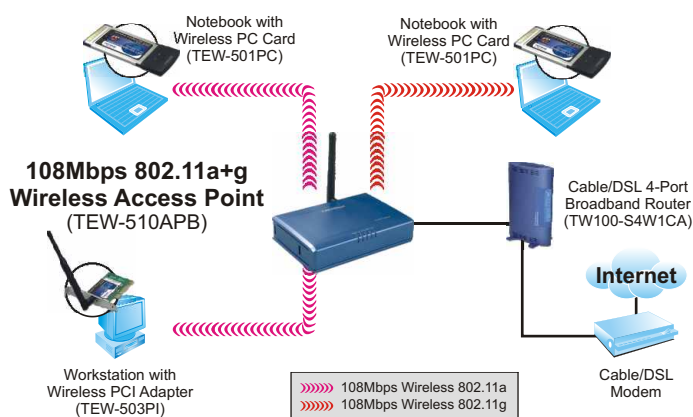 Notebook with
Wireless PC Card
(TEW-501PC)
Notebook with
Wireless PC Card
(TEW-501PC)
108Mbps 802.11a+g
Wireless Access Point
(TEW-510APB)
Cable/DSL 4-Port
Broadband Router
(TW100-S4W1CA)
Internet
Workstation with
Wireless PCI Adapter
(TEW-503PI)
Cable/DSL
Modem
108Mbps Wireless 802.11a
108Mbps Wireless 802.11g